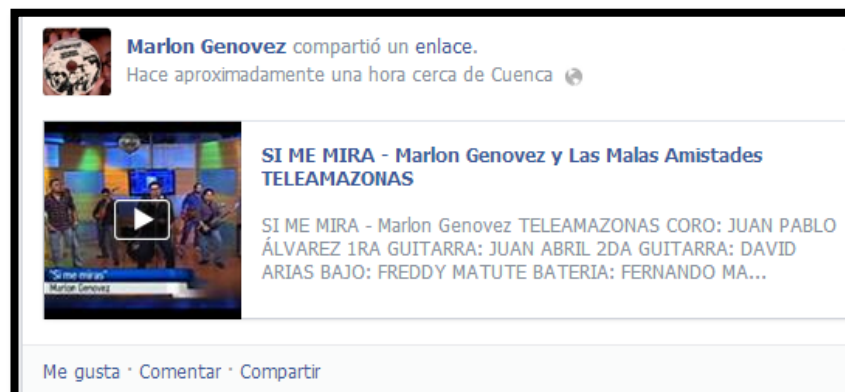 Marlon Genovez compartió un enlace.
Hace aproximadamente una hora cerca de Cuenca
SI ME MIRA - Marlon Genovez y Las Malas Amistades
TELEAMAZONAS
SI ME MIRA - Marlon Genovez TELEAMAZONAS CORO: JUAN PABLO
ÁLVAREZ 1RA GUITARRA: JUAN ABRIL 2DA GUITARRA: DAVID
ARIAS BAJO: FREDDY MATUTE BATERIA: FERNANDO MA...
"Si me miras"
Marlon Genovez
Me gusta · Comentar · Compartir